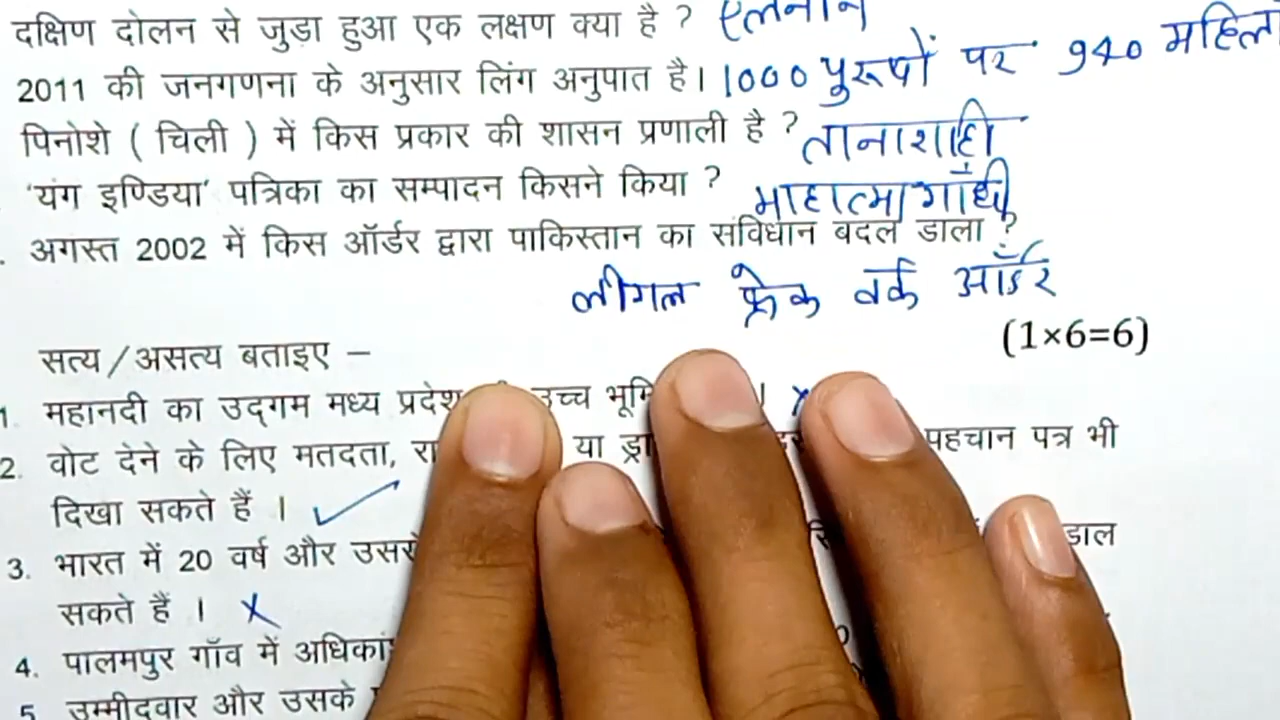 दक्षिण दोलन से जुड़ा हुआ एक लक्षण क्या है ? एलनीनो
2011 की जनगणना के अनुसार लिंग अनुपात है। 1000 पुरूषों पर 940 महिला
पिनोशे ( चिली ) में किस प्रकार की शासन प्रणाली है ? तानाशाही
'यंग इण्डिया' पत्रिका का सम्पादन किसने किया ? माहात्मा गाँधी
अगस्त 2002 में किस ऑर्डर द्वारा पाकिस्तान का संविधान बदल डाला ?
लीगल फ्रेक वर्क ऑर्डर
(1×6=6)
सत्य / असत्य बताइए –
1. महानदी का उद्गम मध्य प्रदेश उच्च । x
2. वोट देने के लिए मतदता, या पहचान पत्र भी
दिखा सकते हैं । ✓
3. भारत में 20 वर्ष और डाल
सकते हैं । x
4. पालमपुर गाँव में
5. उम्मीदवार और उसके